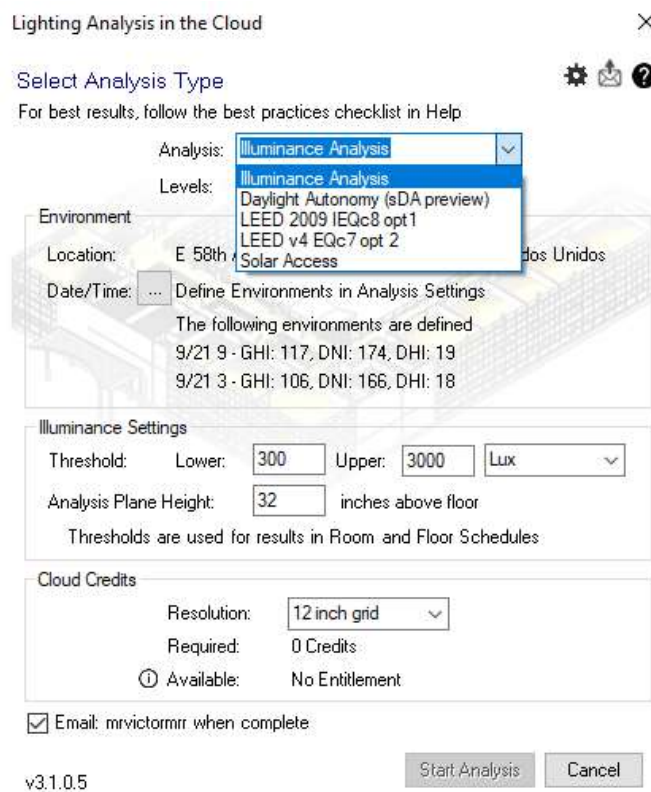 Lighting Analysis in the Cloud
Select Analysis Type
For best results, follow the best practices checklist in Help
Analysis: Illuminance Analysis
Levels: Illuminance Analysis
Daylight Autonomy (sDA preview)
LEED 2009 IEQc8 opt1
LEED v4 EQc7 opt 2
Solar Access
Environment
Location: E 58th dos Unidos
Date/Time: ... Define Environments in Analysis Settings
The following environments are defined
9/21 9 - GHI: 117, DNI: 174, DHI: 19
9/21 3 - GHI: 106, DNI: 166, DHI: 18
Illuminance Settings
Threshold: Lower: 300 Upper: 3000 Lux
Analysis Plane Height: 32 inches above floor
Thresholds are used for results in Room and Floor Schedules
Cloud Credits
Resolution: 12 inch grid
Required: 0 Credits
Available: No Entitlement
Email: mrvictormrr when complete
Start Analysis Cancel
v3.1.0.5